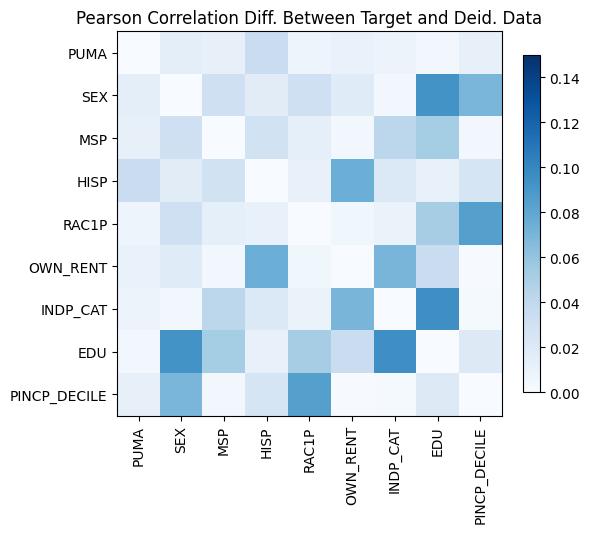 Pearson Correlation Diff. Between Target and Deid. Data
PUMA
SEX
MSP
HISP
RAC1P
OWN_RENT
INDP_CAT
EDU
PINCP_DECILE
PUMA
SEX
MSP
HISP
RAC1P
OWN_RENT
INDP_CAT
EDU
PINCP_DECILE
0.14
0.12
0.10
0.08
0.06
0.04
0.02
0.00